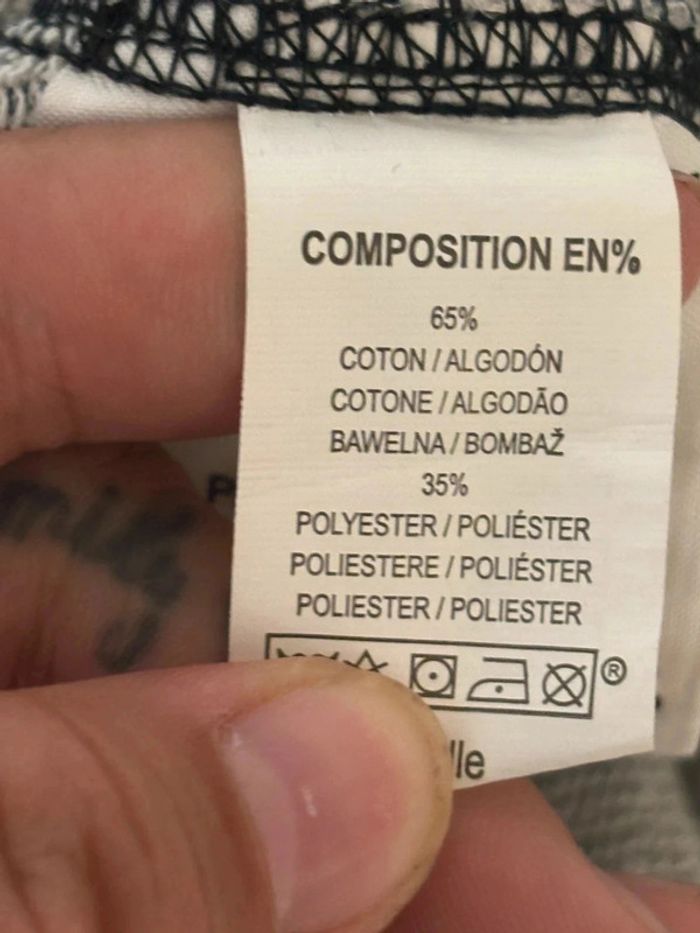 COMPOSITION EN%
65%
COTON / ALGODÓN
COTONE / ALGODÃO
BAWELNA / BOMBAŽ
35%
POLYESTER / POLIÉSTER
POLIESTERE / POLIÉSTER
POLIESTER / POLIESTER
®